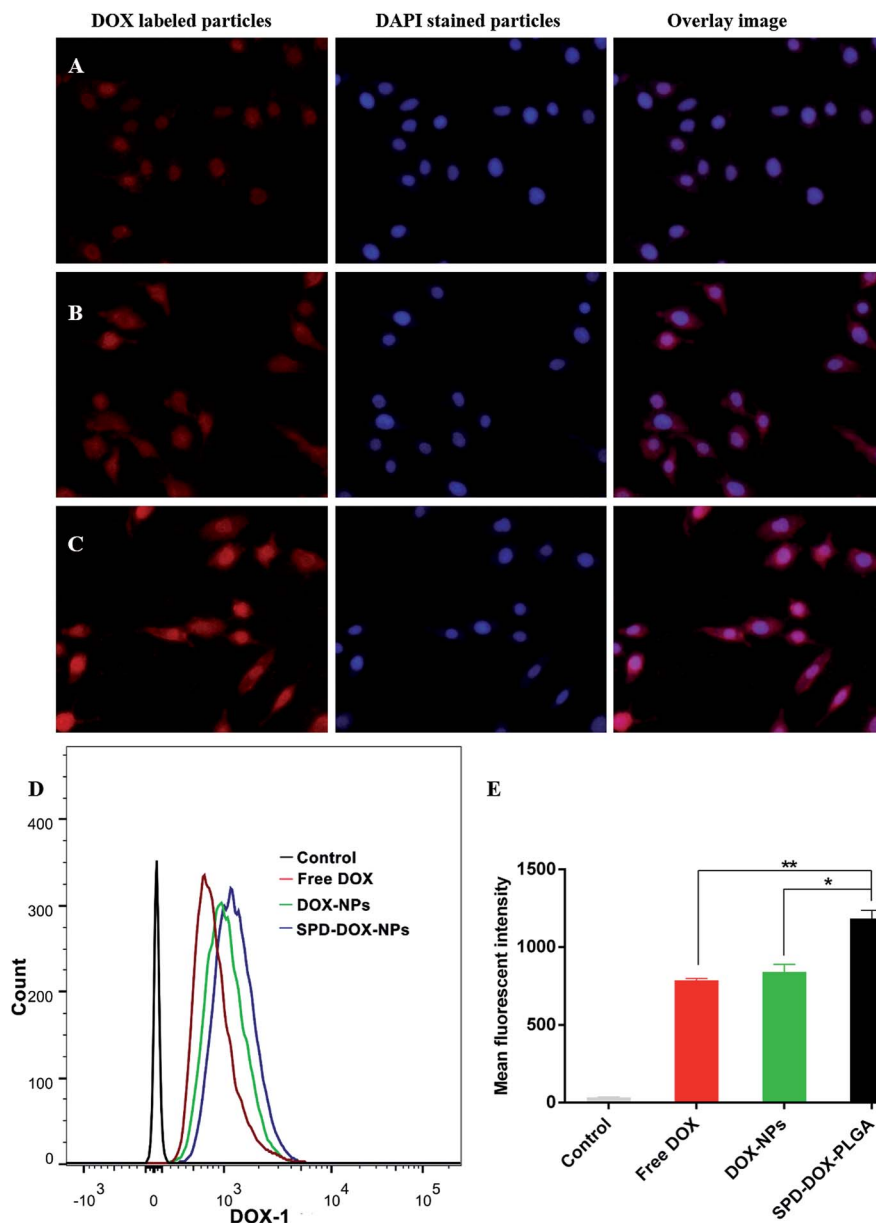 DOX labeled particles DAPI stained particles Overlay image
A
B
C
D
400
300
200
100
0
Count
-10³ 0 10³ 10⁴ 10⁵
DOX-1
Control
Free DOX
DOX-NPs
SPD-DOX-NPs
E
1500
1000
500
0
Mean fluorescent intensity
**
*
Control
Free DOX
DOX-NPs
SPD-DOX-PLGA